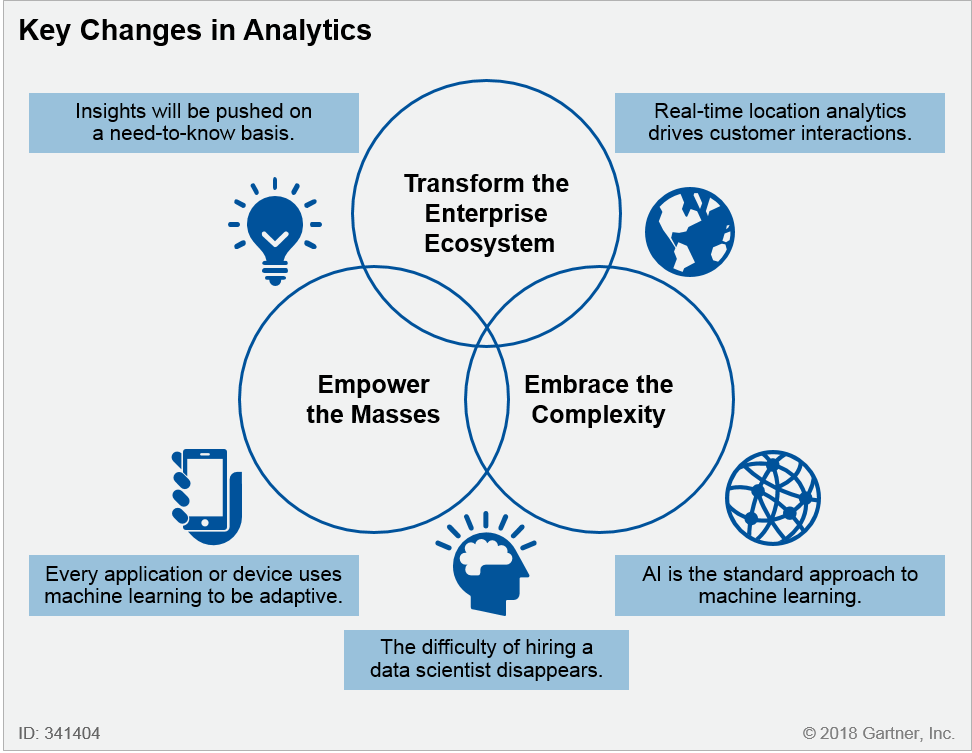 Key Changes in Analytics
Insights will be pushed on
a need-to-know basis.
Real-time location analytics
drives customer interactions.
Transform the
Enterprise
Ecosystem
Empower
the Masses
Embrace the
Complexity
Every application or device uses
machine learning to be adaptive.
AI is the standard approach to
machine learning.
The difficulty of hiring a
data scientist disappears.
ID: 341404
© 2018 Gartner, Inc.